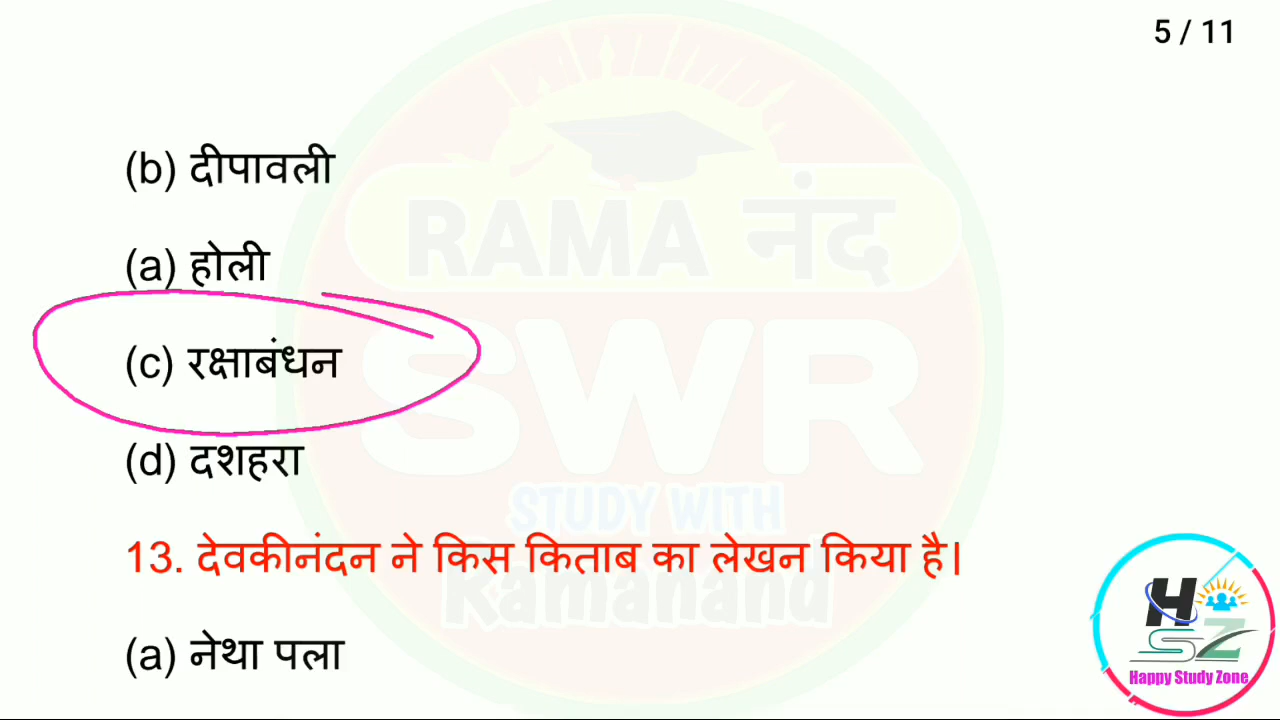 5 / 11
(b) दीपावली
(a) होली
(c) रक्षाबंधन
(d) दशहरा
13. देवकीनंदन ने किस किताब का लेखन किया है।
(a) नेथा पला
RAMA नंद
SWR
STUDY WITH
Ramanand
H
SZ
Happy Study Zone